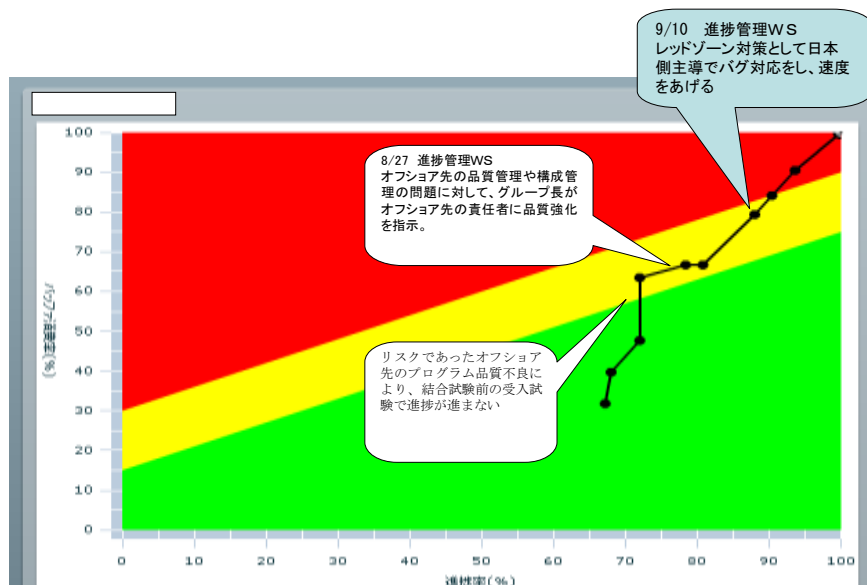 9/10 進捗管理WS
レッドゾーン対策として日本
側主導でバグ対応をし、速度
をあげる
8/27 進捗管理WS
オフショア先の品質管理や構成管
理の問題に対して、グループ長が
オフショア先の責任者に品質強化
を指示。
リスクであったオフショア
先のプログラム品質不良に
より、結合試験前の受入試
験で進捗が進まない
100
90
80
70
60
50
40
30
20
10
0
バッファ消費率(%)
0 10 20 30 40 50 60 70 80 90 100
進捗率(%)